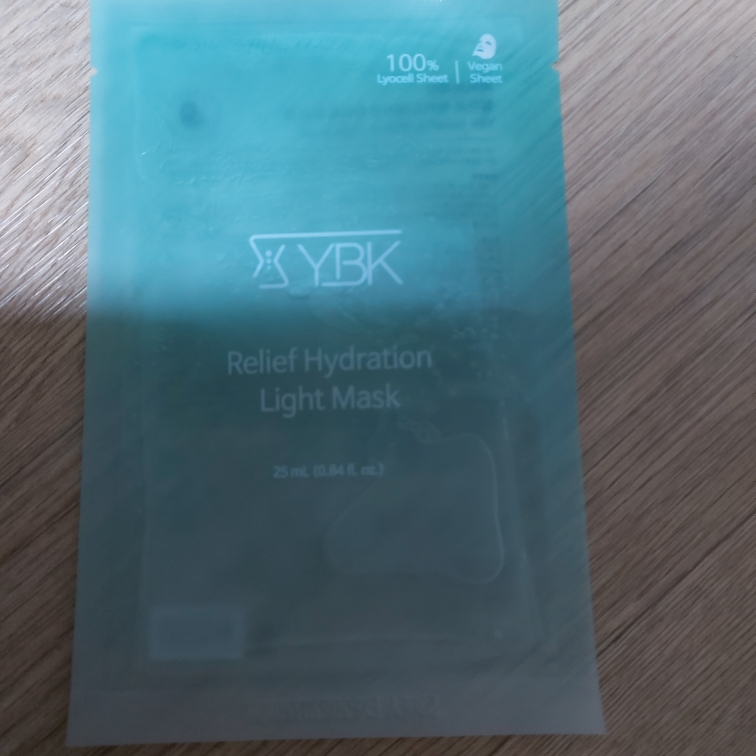 100%
Lyocell Sheet
Vegan
Sheet
YBK
Relief Hydration
Light Mask
25 mL (0.84 fl. oz.)